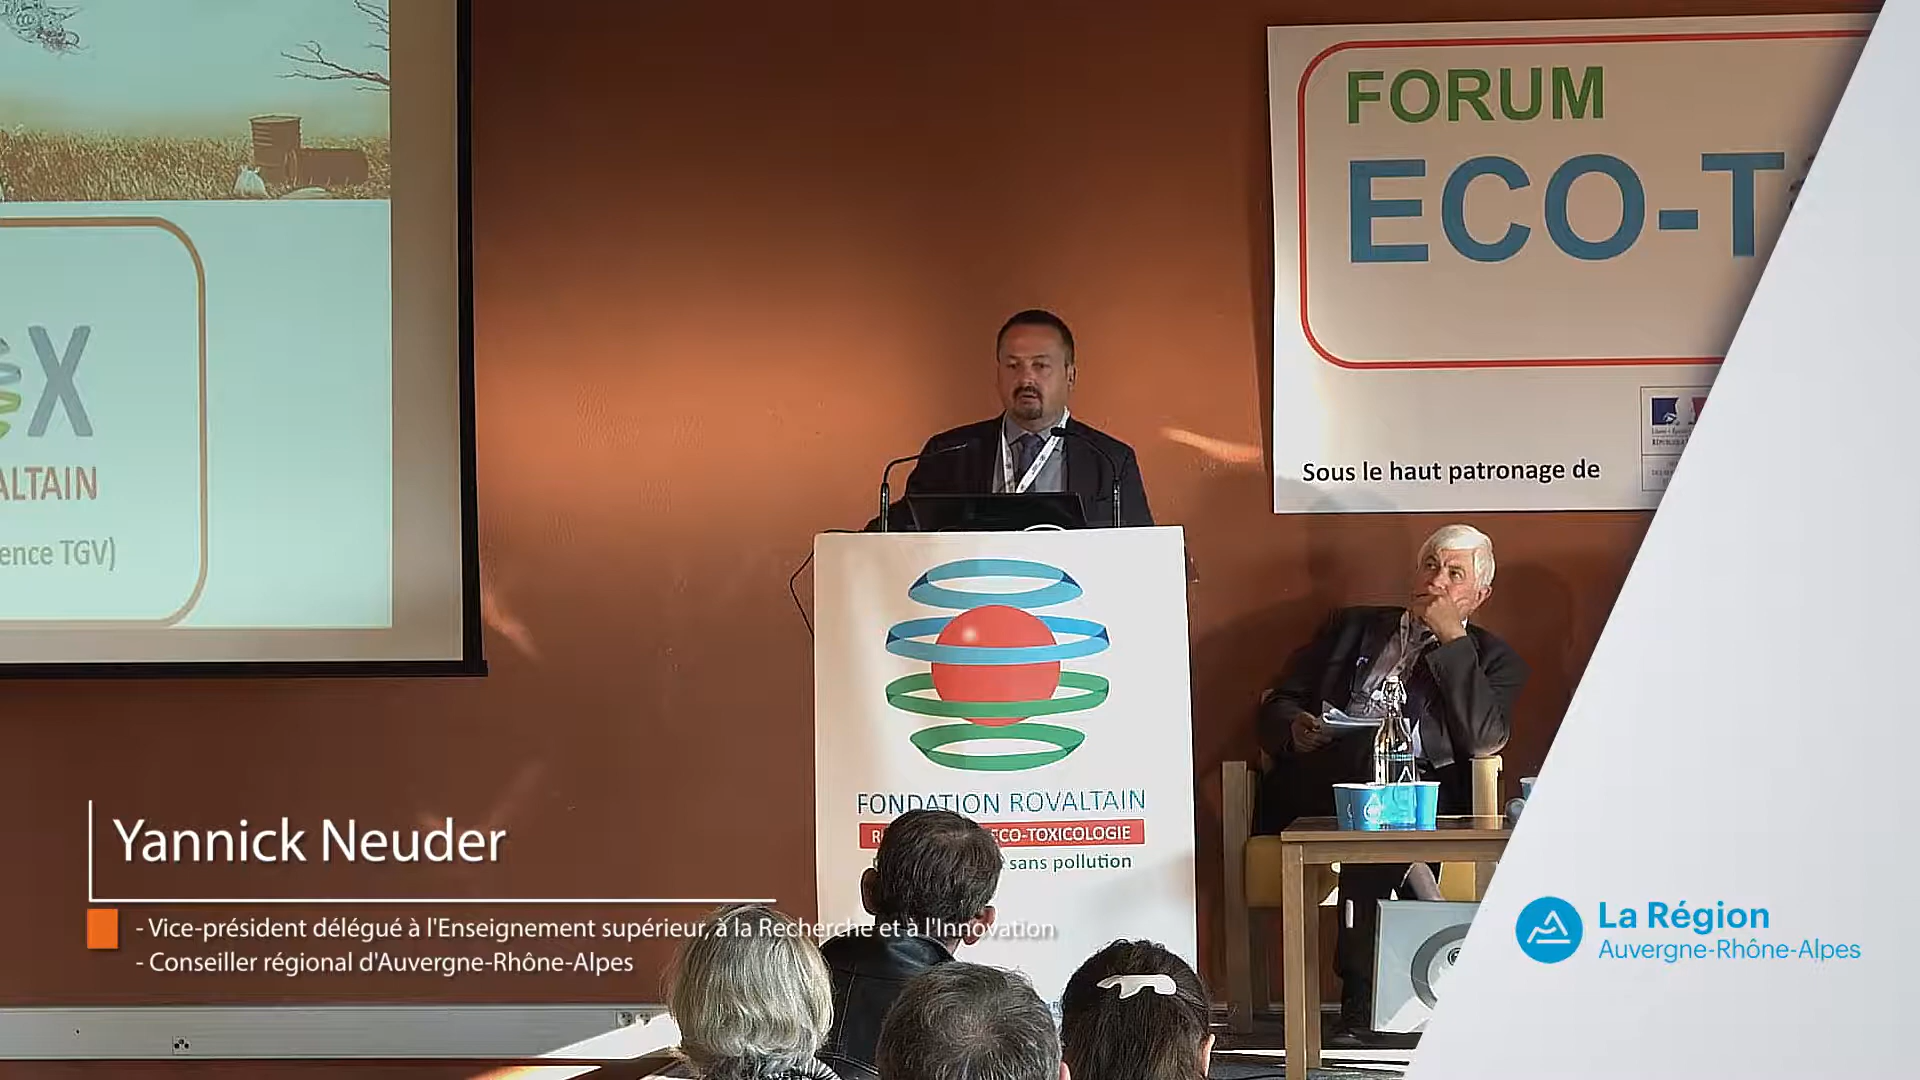 FORUM
ECO-T
Sous le haut patronage de
X
ALTAIN
ence TGV)
FONDATION ROVALTAIN
ECO-TOXICOLOGIE
sans pollution
Yannick Neuder
- Vice-président délégué à l'Enseignement supérieur, à la Recherche et à l'Innovation
- Conseiller régional d'Auvergne-Rhône-Alpes
La Région
Auvergne-Rhône-Alpes